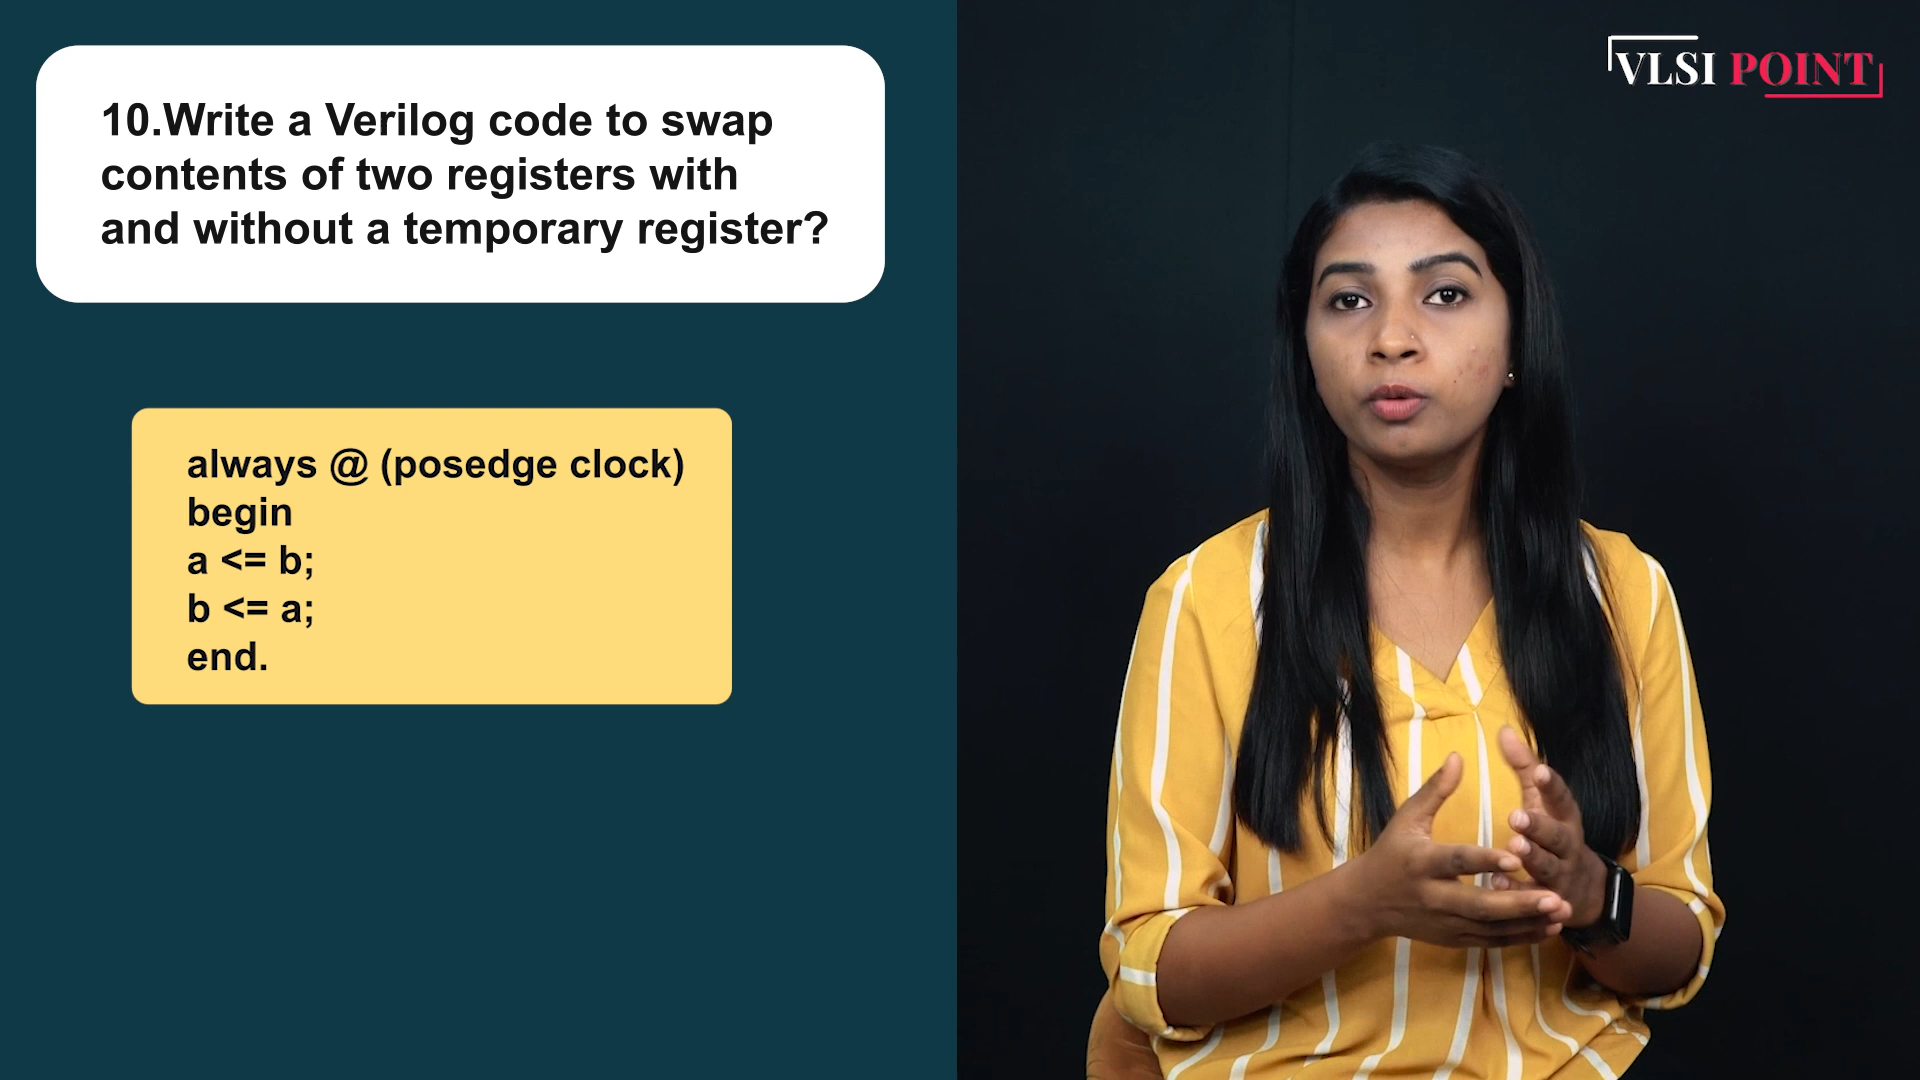 10.Write a Verilog code to swap
contents of two registers with
and without a temporary register?
always @ (posedge clock)
begin
a <= b;
b <= a;
end.
VLSI POINT